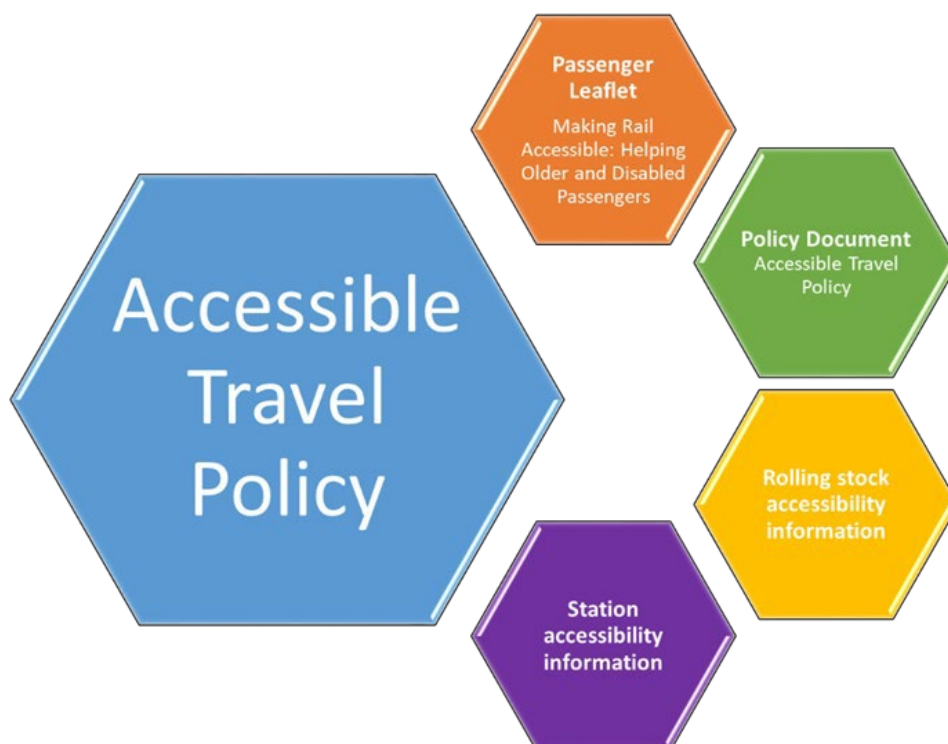 Accessible
Travel
Policy
Passenger
Leaflet
Making Rail
Accessible: Helping
Older and Disabled
Passengers
Policy Document
Accessible Travel
Policy
Rolling stock
accessibility
information
Station
accessibility
information